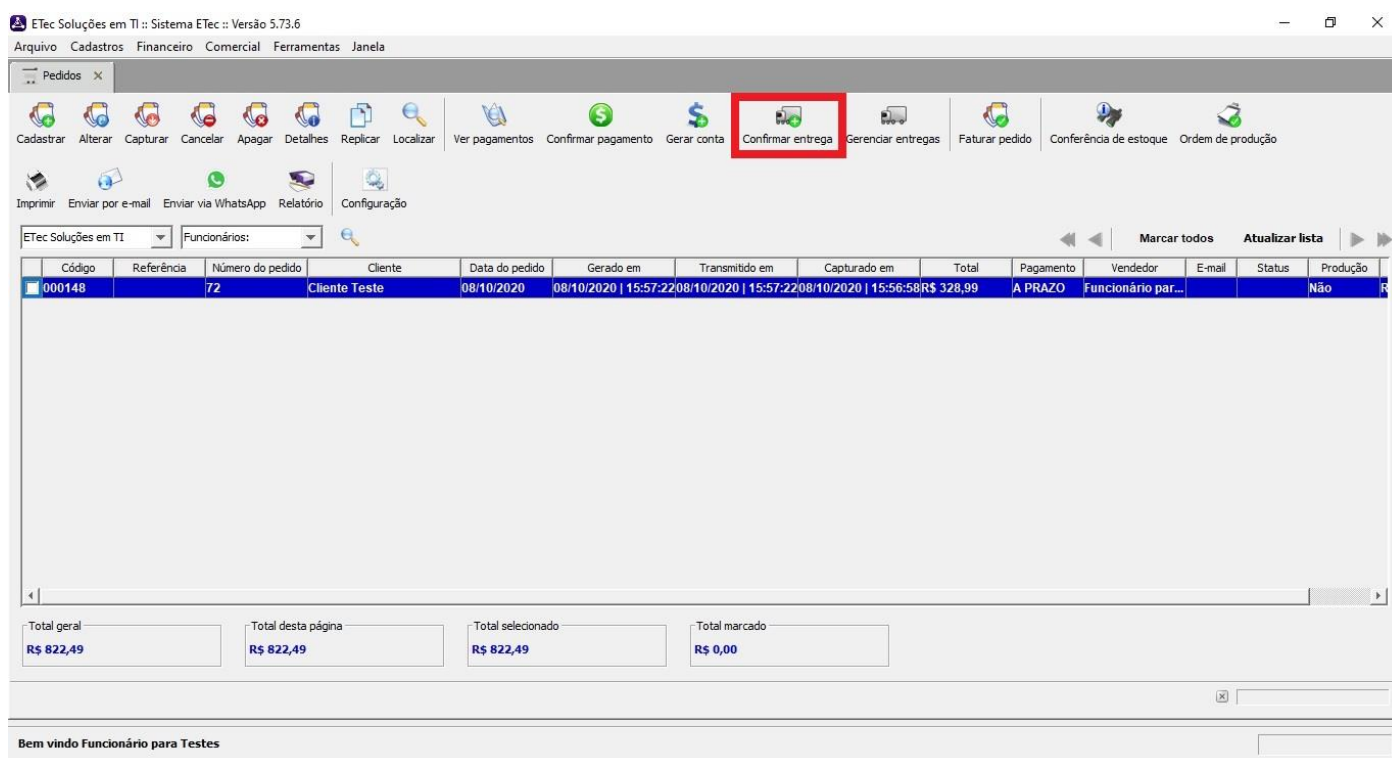 ETec Soluções em TI :: Sistema ETec :: Versão 5.73.6
Arquivo Cadastros Financeiro Comercial Ferramentas Janela
Pedidos
Cadastrar Alterar Capturar Cancelar Apagar Detalhes Replicar Localizar Ver pagamentos Confirmar pagamento Gerar conta Confirmar entrega Gerenciar entregas Faturar pedido Conferência de estoque Ordem de produção
Imprimir Enviar por e-mail Enviar via WhatsApp Relatório Configuração
ETec Soluções em TI Funcionários: Marcar todos Atualizar lista
Código Referência Número do pedido Cliente Data do pedido Gerado em Transmitido em Capturado em Total Pagamento Vendedor E-mail Status Produção
000148 72 Cliente Teste 08/10/2020 08/10/2020 | 15:57:22 08/10/2020 | 15:57:22 08/10/2020 | 15:56:58 R$ 328,99 A PRAZO Funcionário par... Não R
Total geral Total desta página Total selecionado Total marcado
R$ 822,49 R$ 822,49 R$ 822,49 R$ 0,00
Bem vindo Funcionário para Testes